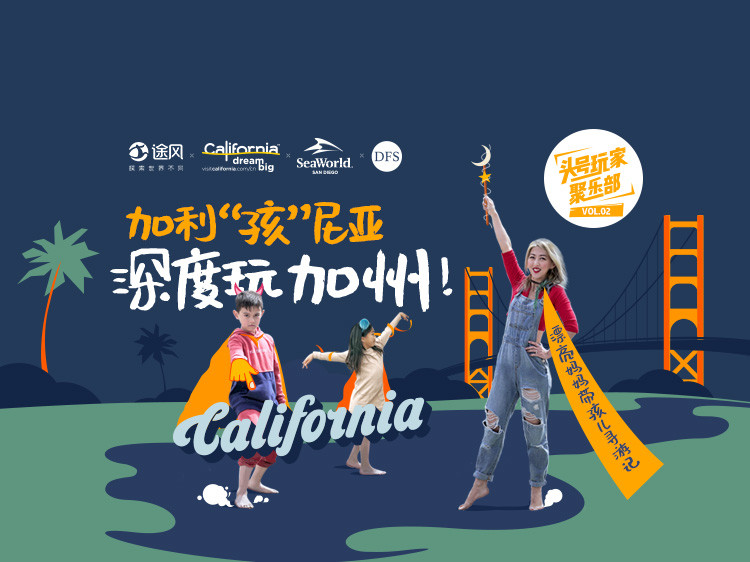 途风 × California × SeaWorld × DFS
探索世界不同
dream big
visitcalifornia.com/cn
SAN DIEGO
头号玩家
聚乐部
VOL.02
加利“孩”尼亚
深度玩加州!
California
漂亮妈妈带孩儿寻游记